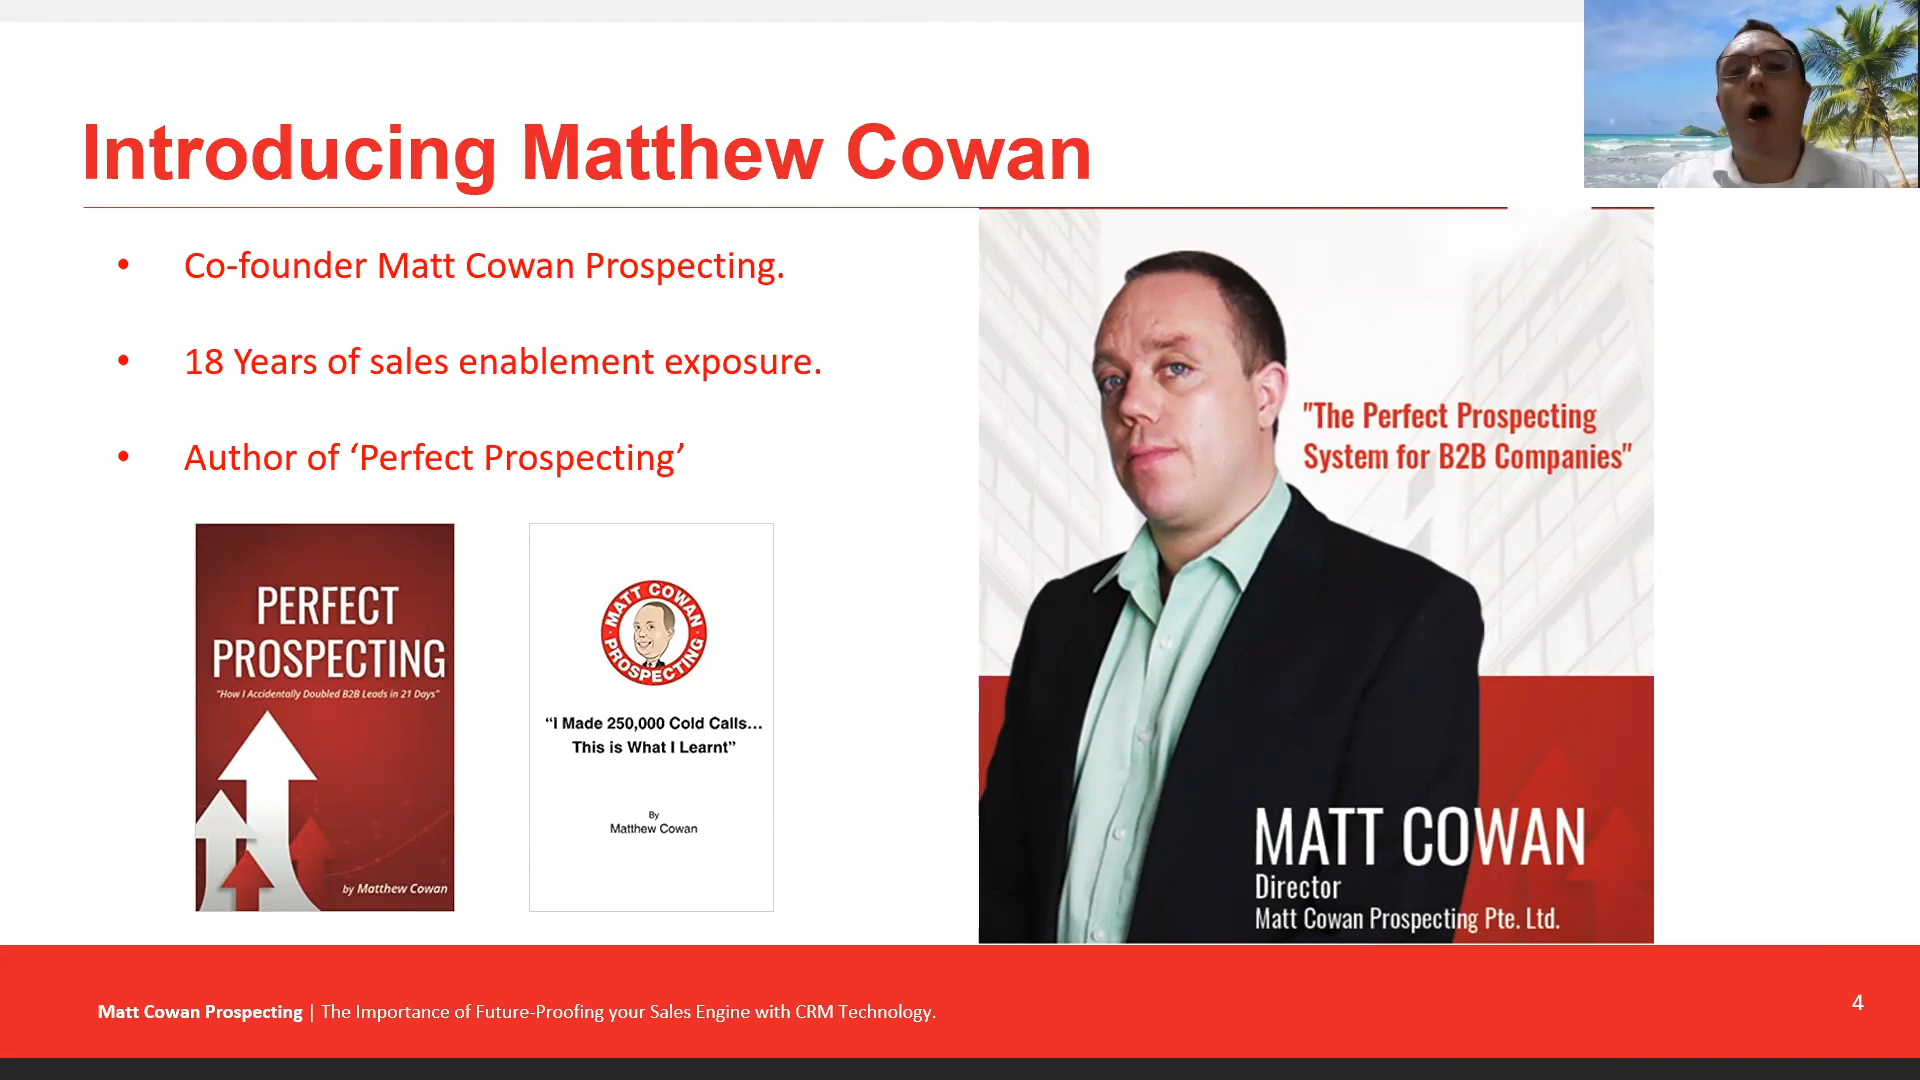 Introducing Matthew Cowan
• Co-founder Matt Cowan Prospecting.
• 18 Years of sales enablement exposure.
• Author of ‘Perfect Prospecting’
PERFECT
PROSPECTING
“How I Accidentally Doubled B2B Leads in 21 Days”
by Matthew Cowan
MATT COWAN
PROSPECTING
“I Made 250,000 Cold Calls...
This is What I Learnt”
By
Matthew Cowan
"The Perfect Prospecting
System for B2B Companies"
MATT COWAN
Director
Matt Cowan Prospecting Pte. Ltd.
Matt Cowan Prospecting | The Importance of Future-Proofing your Sales Engine with CRM Technology.
4